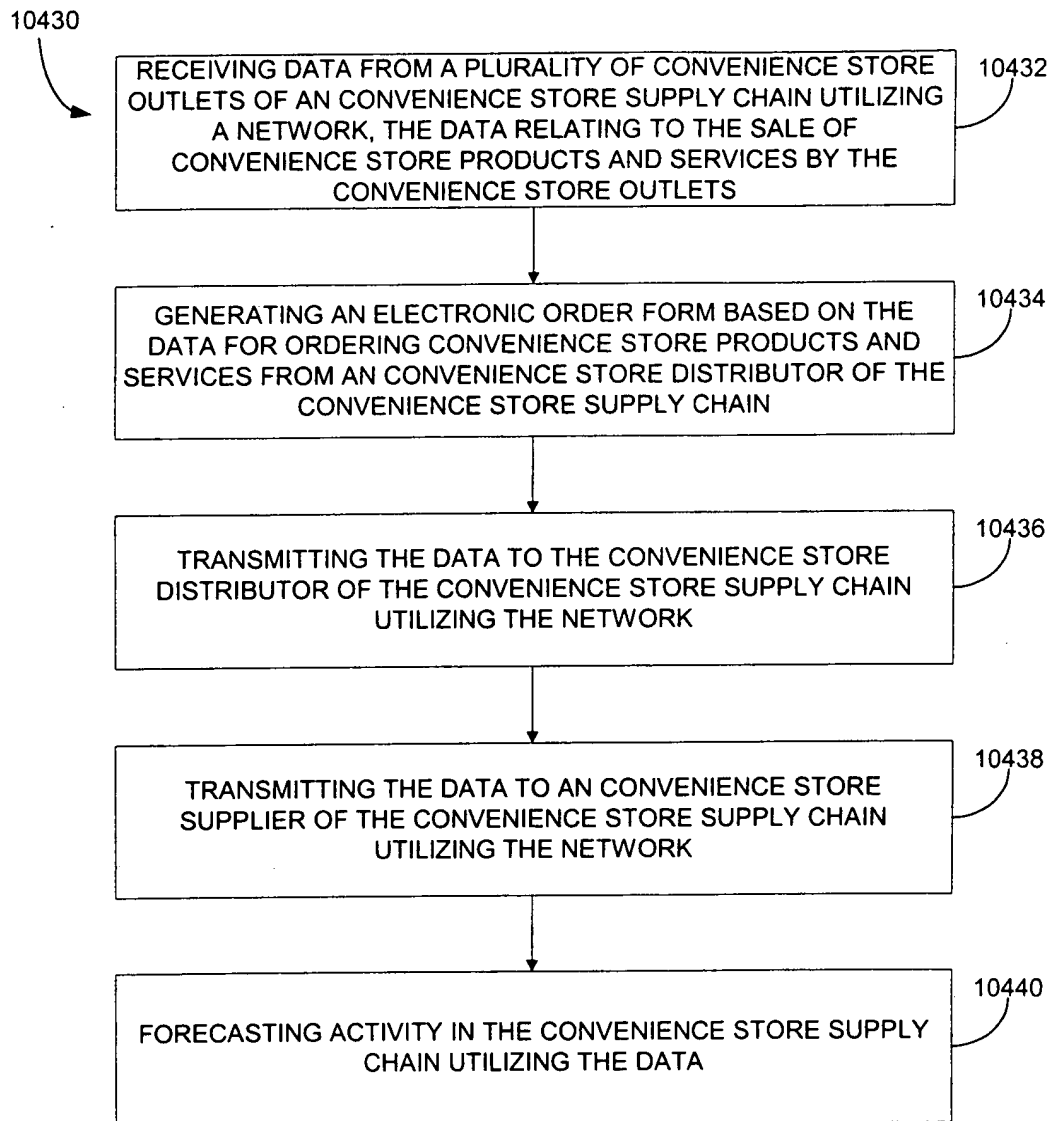 10430
RECEIVING DATA FROM A PLURALITY OF CONVENIENCE STORE
OUTLETS OF AN CONVENIENCE STORE SUPPLY CHAIN UTILIZING
A NETWORK, THE DATA RELATING TO THE SALE OF
CONVENIENCE STORE PRODUCTS AND SERVICES BY THE
CONVENIENCE STORE OUTLETS
10432
GENERATING AN ELECTRONIC ORDER FORM BASED ON THE
DATA FOR ORDERING CONVENIENCE STORE PRODUCTS AND
SERVICES FROM AN CONVENIENCE STORE DISTRIBUTOR OF THE
CONVENIENCE STORE SUPPLY CHAIN
10434
TRANSMITTING THE DATA TO THE CONVENIENCE STORE
DISTRIBUTOR OF THE CONVENIENCE STORE SUPPLY CHAIN
UTILIZING THE NETWORK
10436
TRANSMITTING THE DATA TO AN CONVENIENCE STORE
SUPPLIER OF THE CONVENIENCE STORE SUPPLY CHAIN
UTILIZING THE NETWORK
10438
FORECASTING ACTIVITY IN THE CONVENIENCE STORE SUPPLY
CHAIN UTILIZING THE DATA
10440